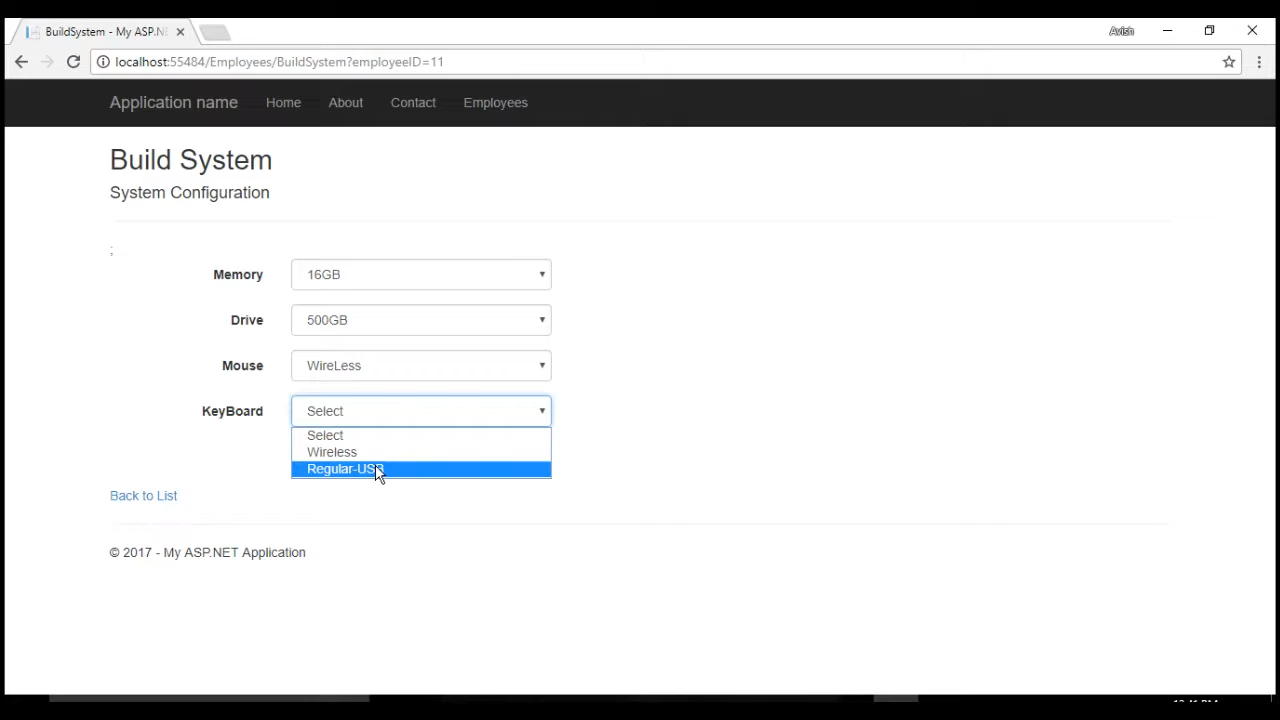 BuildSystem - My ASP.N
Avish
localhost:55484/Employees/BuildSystem?employeeID=11
Application name Home About Contact Employees
Build System
System Configuration
;
Memory 16GB
Drive 500GB
Mouse WireLess
KeyBoard Select
Select
Wireless
Regular-USB
Back to List
© 2017 - My ASP.NET Application